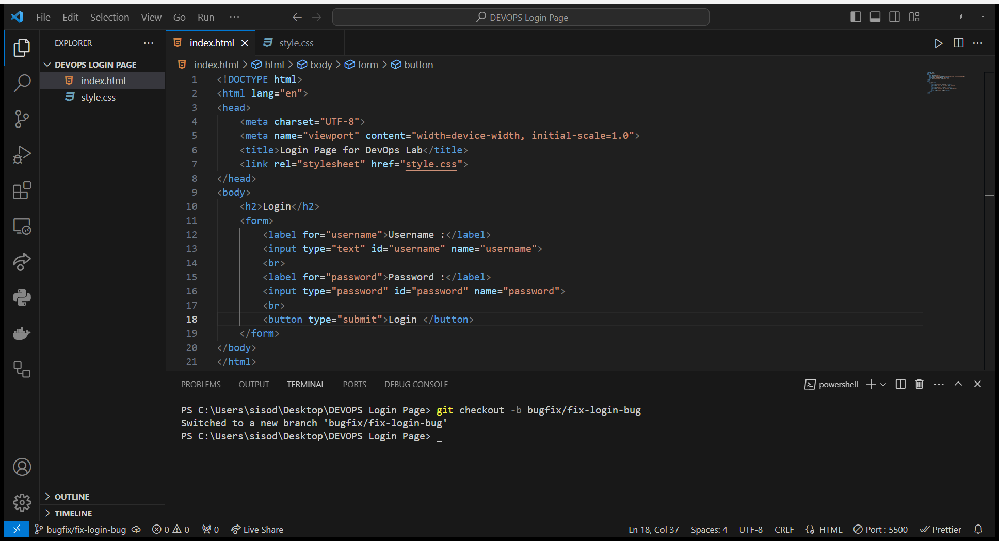 File Edit Selection View Go Run ···
DEVOPS Login Page
EXPLORER
DEVOPS LOGIN PAGE
index.html
style.css
OUTLINE
TIMELINE
index.html
style.css
index.html > html > body > form > button
1 <!DOCTYPE html>
2 <html lang="en">
3 <head>
4     <meta charset="UTF-8">
5     <meta name="viewport" content="width=device-width, initial-scale=1.0">
6     <title>Login Page for DevOps Lab</title>
7     <link rel="stylesheet" href="style.css">
8 </head>
9 <body>
10     <h2>Login</h2>
11     <form>
12         <label for="username">Username :</label>
13         <input type="text" id="username" name="username">
14         <br>
15         <label for="password">Password :</label>
16         <input type="password" id="password" name="password">
17         <br>
18         <button type="submit">Login </button>
19     </form>
20 </body>
21 </html>
PROBLEMS OUTPUT TERMINAL PORTS DEBUG CONSOLE
powershell
PS C:\Users\sisod\Desktop\DEVOPS Login Page> git checkout -b bugfix/fix-login-bug
Switched to a new branch 'bugfix/fix-login-bug'
PS C:\Users\sisod\Desktop\DEVOPS Login Page>
bugfix/fix-login-bug 0 0 0 Live Share Ln 18, Col 37 Spaces: 4 UTF-8 CRLF HTML Port : 5500 Prettier